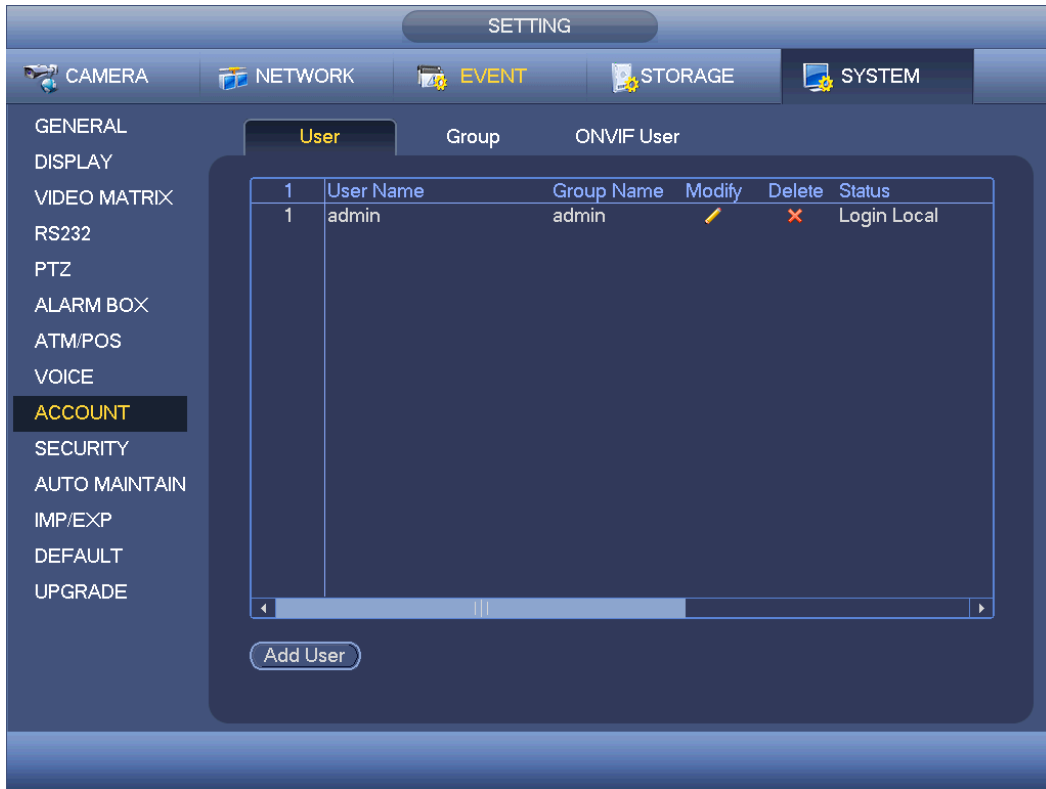 SETTING
CAMERA NETWORK EVENT STORAGE SYSTEM
GENERAL
DISPLAY
VIDEO MATRIX
RS232
PTZ
ALARM BOX
ATM/POS
VOICE
ACCOUNT
SECURITY
AUTO MAINTAIN
IMP/EXP
DEFAULT
UPGRADE
User Group ONVIF User
1 User Name Group Name Modify Delete Status
1 admin admin Login Local
Add User